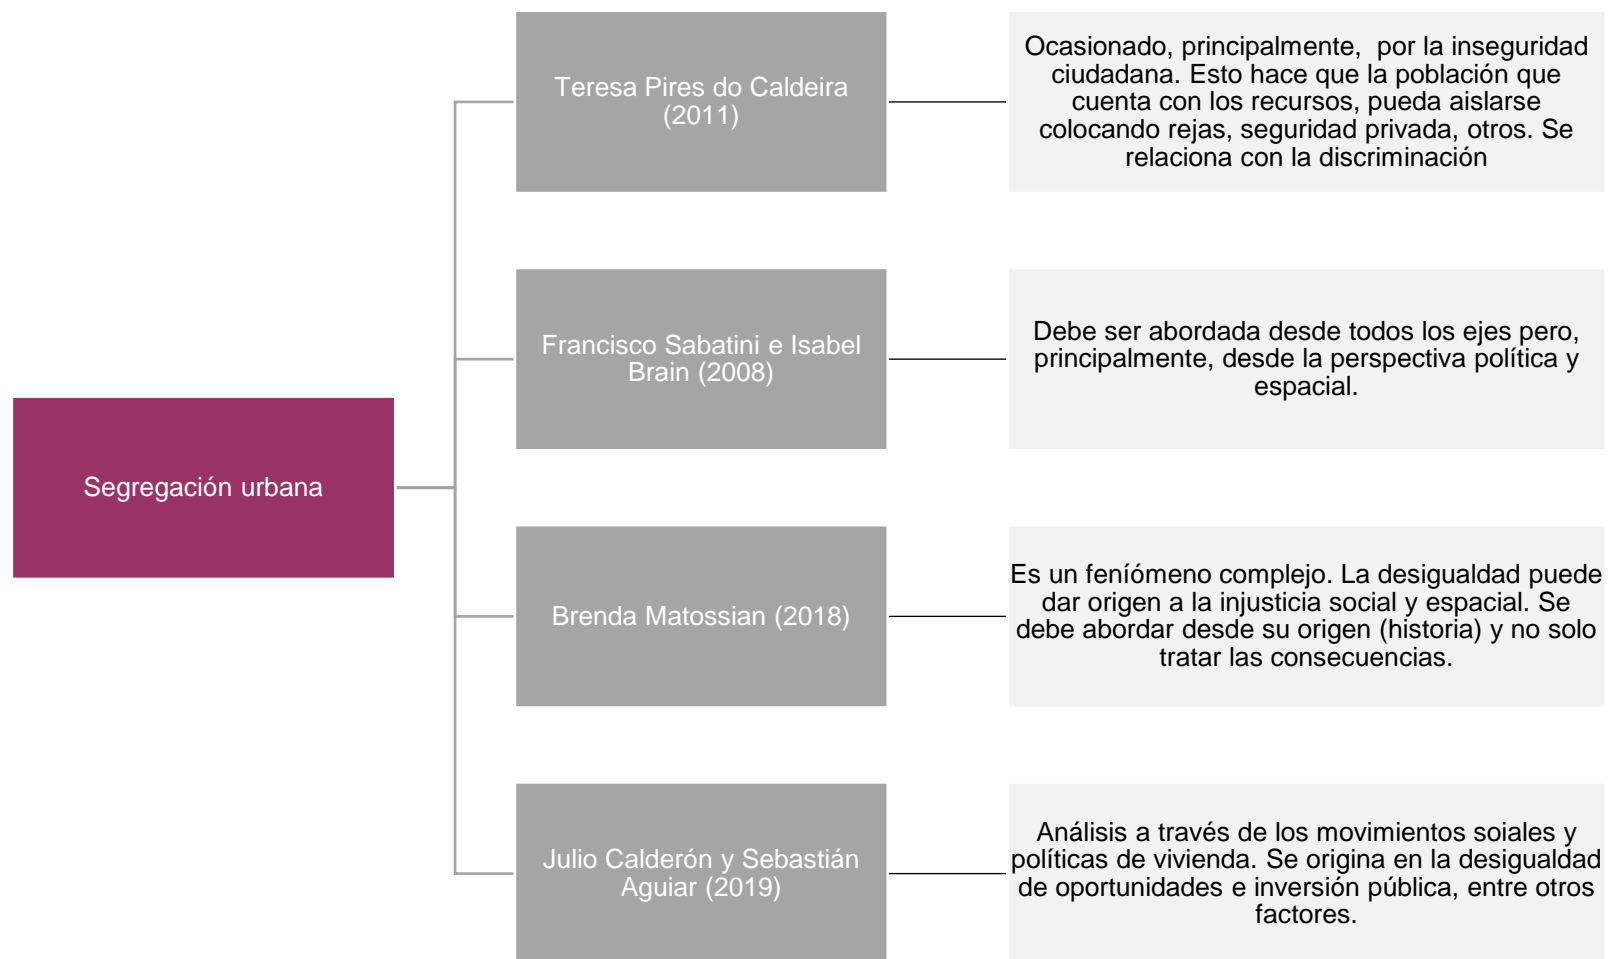 Segregación urbana
Teresa Pires do Caldeira
(2011)
Ocasionado, principalmente,  por la inseguridad
ciudadana. Esto hace que la población que
cuenta con los recursos, pueda aislarse
colocando rejas, seguridad privada, otros. Se
relaciona con la discriminación
Francisco Sabatini e Isabel
Brain (2008)
Debe ser abordada desde todos los ejes pero,
principalmente, desde la perspectiva política y
espacial.
Brenda Matossian (2018)
Es un feníómeno complejo. La desigualdad puede
dar origen a la injusticia social y espacial. Se
debe abordar desde su origen (historia) y no solo
tratar las consecuencias.
Julio Calderón y Sebastián
Aguiar (2019)
Análisis a través de los movimientos soiales y
políticas de vivienda. Se origina en la desigualdad
de oportunidades e inversión pública, entre otros
factores.